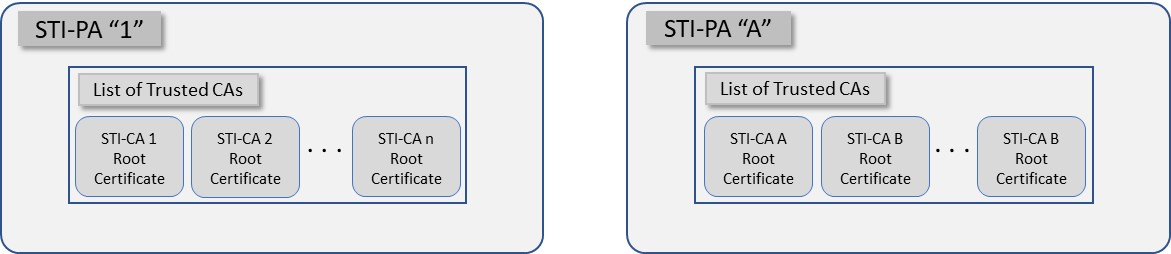 STI-PA “1”
List of Trusted CAs
STI-CA 1
Root
Certificate
STI-CA 2
Root
Certificate
. . .
STI-CA n
Root
Certificate
STI-PA “A”
List of Trusted CAs
STI-CA A
Root
Certificate
STI-CA B
Root
Certificate
. . .
STI-CA B
Root
Certificate